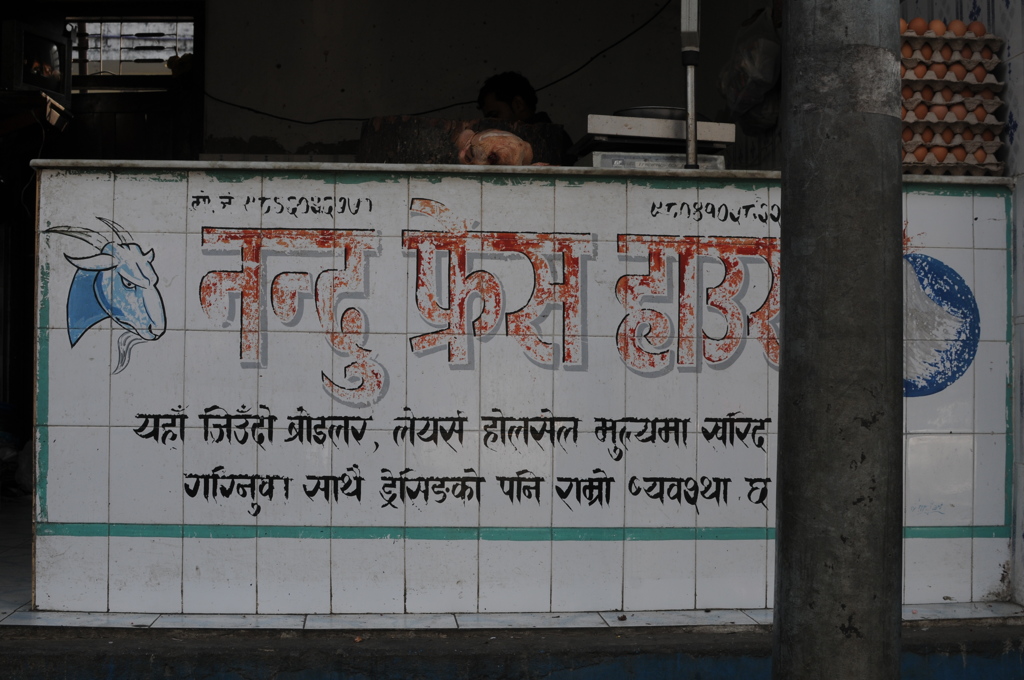 मो. नं
नन्दु फ्रेस हाउस
यहाँ जिउँदो ब्रोइलर, लेयर्स होलसेल मुल्यमा खरिद
गरिनुका साथै ड्रेसिङको पनि राम्रो व्यवस्था छ